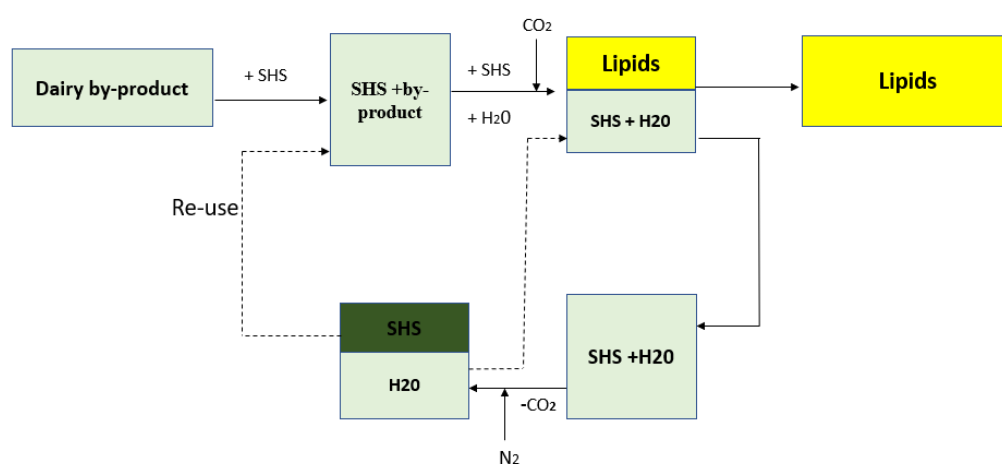 CO₂
Dairy by-product
+ SHS
SHS +by-
product
+ SHS
+ H₂0
Lipids
SHS + H20
Lipids
Re-use
SHS
H20
SHS +H20
-CO₂
N₂